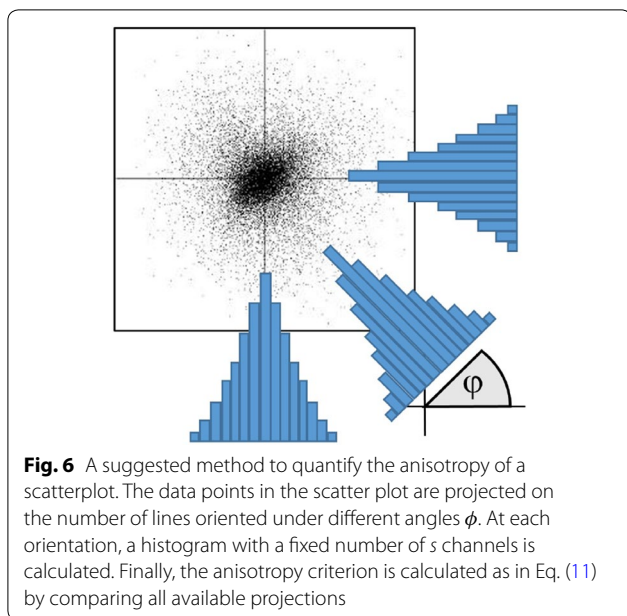 φ
Fig. 6 A suggested method to quantify the anisotropy of a
scatterplot. The data points in the scatter plot are projected on
the number of lines oriented under different angles ϕ. At each
orientation, a histogram with a fixed number of s channels is
calculated. Finally, the anisotropy criterion is calculated as in Eq. (11)
by comparing all available projections